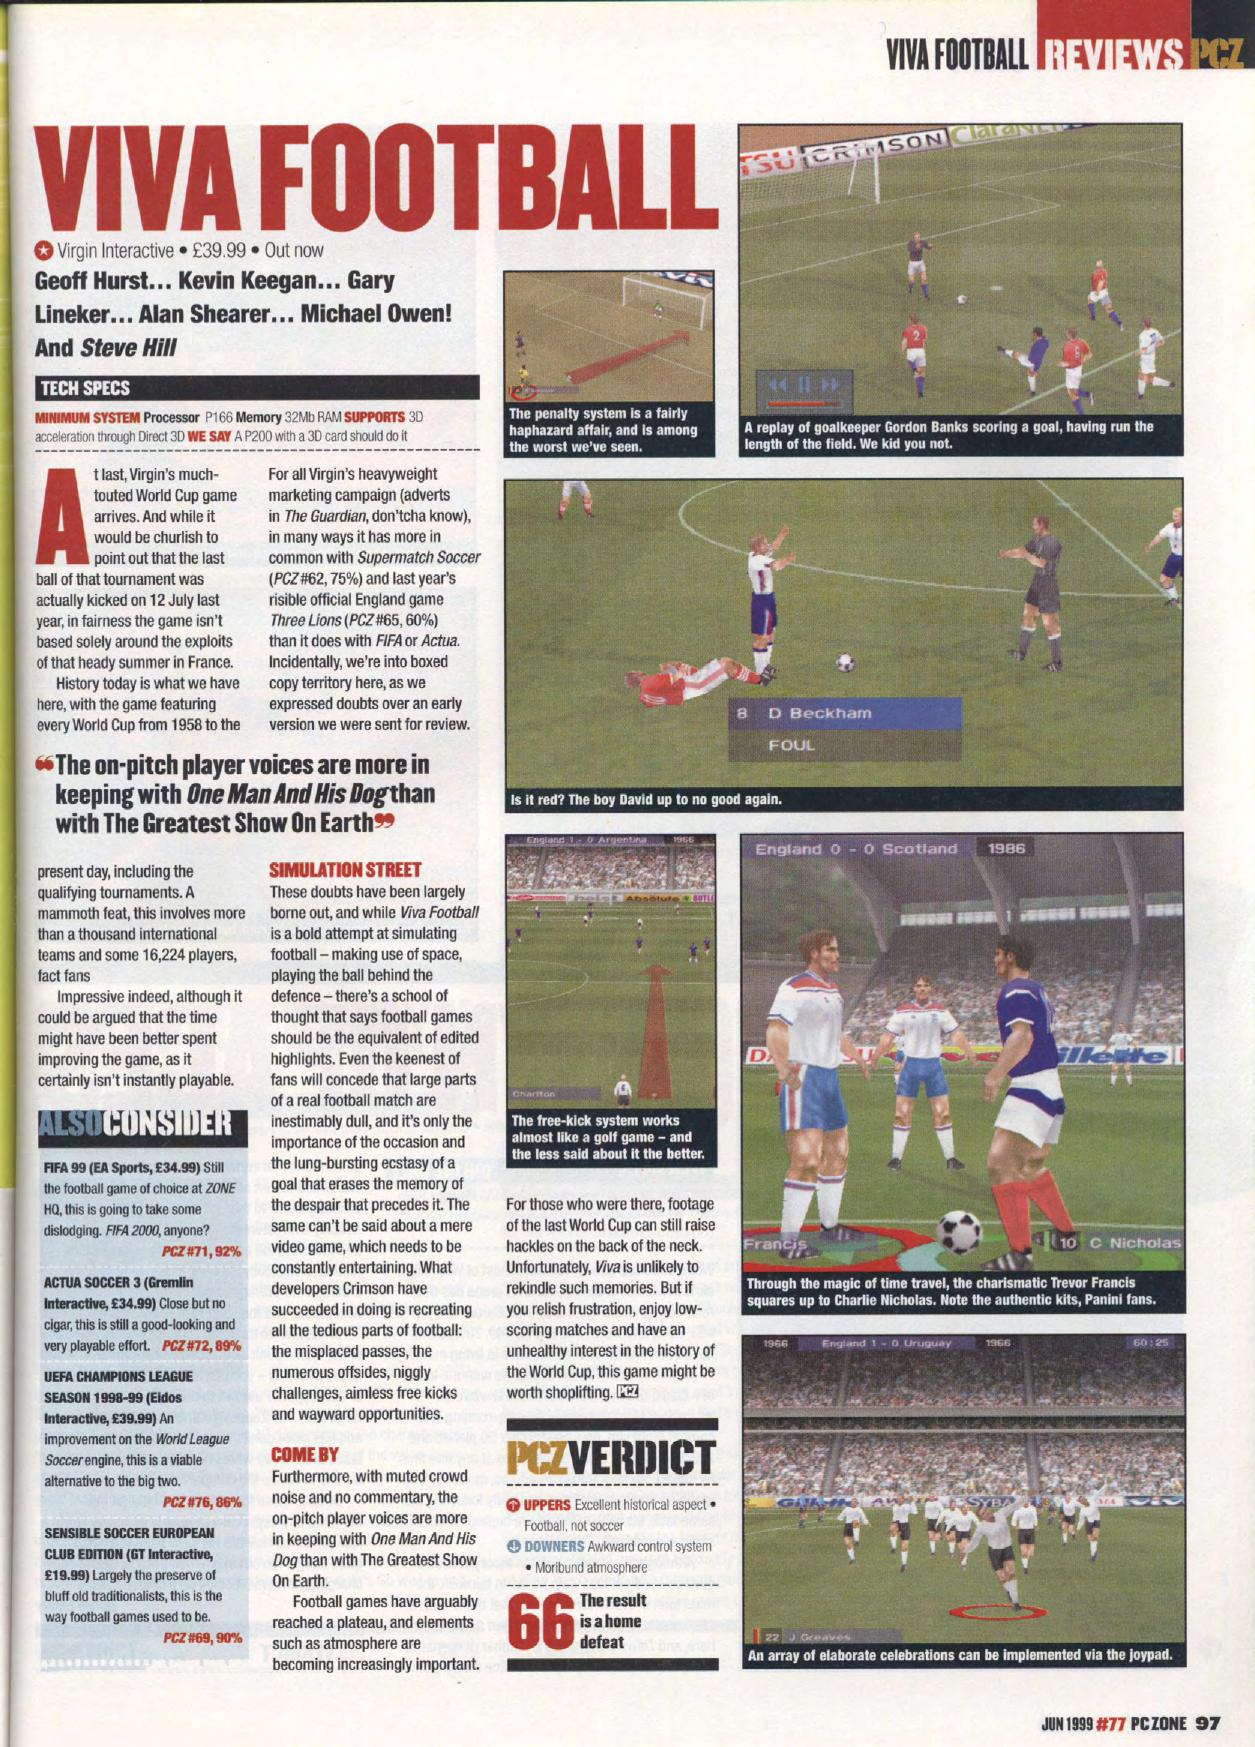 VIVA FOOTBALL REVIEWS PCZ
VIVA FOOTBALL
Virgin Interactive • £39.99 • Out now
Geoff Hurst... Kevin Keegan... Gary
Lineker... Alan Shearer... Michael Owen!
And Steve Hill
TECH SPECS
MINIMUM SYSTEM Processor P166 Memory 32Mb RAM SUPPORTS 3D
acceleration through Direct 3D WE SAY A P200 with a 3D card should do it
At last, Virgin's much-
touted World Cup game
arrives. And while it
would be churlish to
point out that the last
ball of that tournament was
actually kicked on 12 July last
year, in fairness the game isn't
based solely around the exploits
of that heady summer in France.
History today is what we have
here, with the game featuring
every World Cup from 1958 to the
present day, including the
qualifying tournaments. A
mammoth feat, this involves more
than a thousand international
teams and some 16,224 players,
fact fans
Impressive indeed, although it
could be argued that the time
might have been better spent
improving the game, as it
certainly isn't instantly playable.
For all Virgin's heavyweight
marketing campaign (adverts
in The Guardian, don'tcha know),
in many ways it has more in
common with Supermatch Soccer
(PCZ #62, 75%) and last year's
risible official England game
Three Lions (PCZ #65, 60%)
than it does with FIFA or Actua.
Incidentally, we're into boxed
copy territory here, as we
expressed doubts over an early
version we were sent for review.
“The on-pitch player voices are more in
keeping with One Man And His Dog than
with The Greatest Show On Earth”
SIMULATION STREET
These doubts have been largely
borne out, and while Viva Football
is a bold attempt at simulating
football – making use of space,
playing the ball behind the
defence – there's a school of
thought that says football games
should be the equivalent of edited
highlights. Even the keenest of
fans will concede that large parts
of a real football match are
inestimably dull, and it's only the
importance of the occasion and
the lung-bursting ecstasy of a
goal that erases the memory of
the despair that precedes it. The
same can't be said about a mere
video game, which needs to be
constantly entertaining. What
developers Crimson have
succeeded in doing is recreating
all the tedious parts of football:
the misplaced passes, the
numerous offsides, niggly
challenges, aimless free kicks
and wayward opportunities.
COME BY
Furthermore, with muted crowd
noise and no commentary, the
on-pitch player voices are more
in keeping with One Man And His
Dog than with The Greatest Show
On Earth.
Football games have arguably
reached a plateau, and elements
such as atmosphere are
becoming increasingly important.
For those who were there, footage
of the last World Cup can still raise
hackles on the back of the neck.
Unfortunately, Viva is unlikely to
rekindle such memories. But if
you relish frustration, enjoy low-
scoring matches and have an
unhealthy interest in the history of
the World Cup, this game might be
worth shoplifting. PCZ
ALSO CONSIDER
FIFA 99 (EA Sports, £34.99) Still
the football game of choice at ZONE
HQ, this is going to take some
dislodging. FIFA 2000, anyone?
PCZ #71, 92%
ACTUA SOCCER 3 (Gremlin
Interactive, £34.99) Close but no
cigar, this is still a good-looking and
very playable effort. PCZ #72, 89%
UEFA CHAMPIONS LEAGUE
SEASON 1998-99 (Eidos
Interactive, £39.99) An
improvement on the World League
Soccer engine, this is a viable
alternative to the big two.
PCZ #76, 86%
SENSIBLE SOCCER EUROPEAN
CLUB EDITION (GT Interactive,
£19.99) Largely the preserve of
bluff old traditionalists, this is the
way football games used to be.
PCZ #69, 90%
PCZ VERDICT
UPPERS Excellent historical aspect •
Football, not soccer
DOWNERS Awkward control system
• Moribund atmosphere
66 The result
is a home
defeat
The penalty system is a fairly
haphazard affair, and is among
the worst we've seen.
TSU CRIMSON ClaraNET
2
A replay of goalkeeper Gordon Banks scoring a goal, having run the
length of the field. We kid you not.
8 D Beckham
FOUL
Is it red? The boy David up to no good again.
England 1 - 0 Argentina 1966
Absolute
Charlton
The free-kick system works
almost like a golf game – and
the less said about it the better.
England 0 - 0 Scotland 1986
Gillette
Francis
10 C Nicholas
Through the magic of time travel, the charismatic Trevor Francis
squares up to Charlie Nicholas. Note the authentic kits, Panini fans.
1966 England 1 - 0 Uruguay 1966 60:25
22 J Greaves
An array of elaborate celebrations can be implemented via the joypad.
JUN 1999 #77 PC ZONE 97